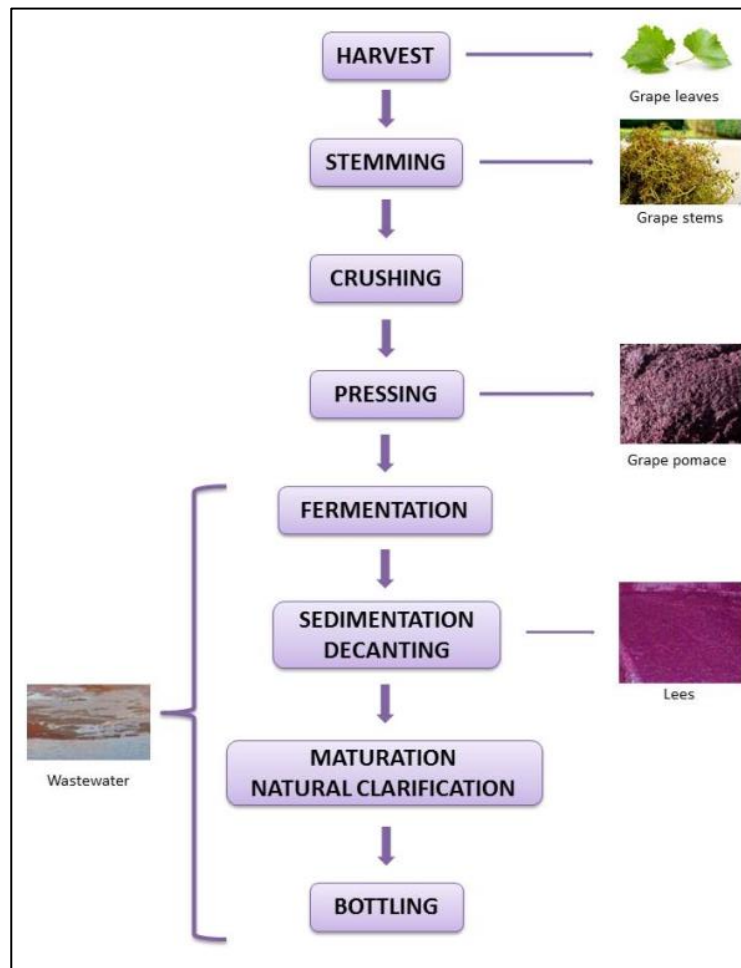 HARVEST
Grape leaves
STEMMING
Grape stems
CRUSHING
PRESSING
Grape pomace
FERMENTATION
SEDIMENTATION
DECANTING
Lees
Wastewater
MATURATION
NATURAL CLARIFICATION
BOTTLING